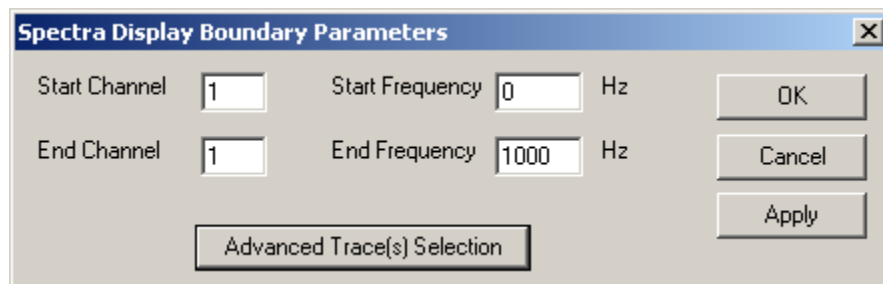 Spectra Display Boundary Parameters
Start Channel 1 Start Frequency 0 Hz OK
End Channel 1 End Frequency 1000 Hz Cancel
Apply
Advanced Trace(s) Selection